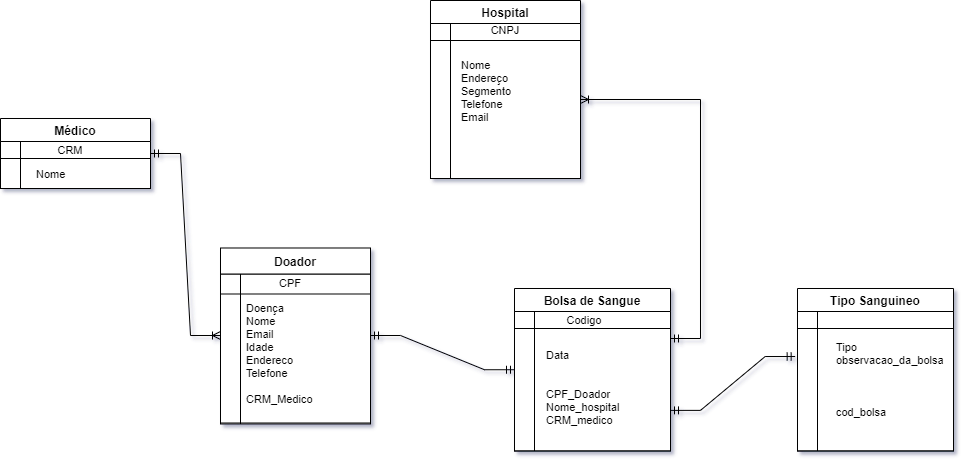 Hospital
CNPJ
Nome
Endereço
Segmento
Telefone
Email
Médico
CRM
Nome
Doador
CPF
Doença
Nome
Email
Idade
Endereco
Telefone
CRM_Medico
Bolsa de Sangue
Codigo
Data
CPF_Doador
Nome_hospital
CRM_medico
Tipo Sanguineo
Tipo
observacao_da_bolsa
cod_bolsa